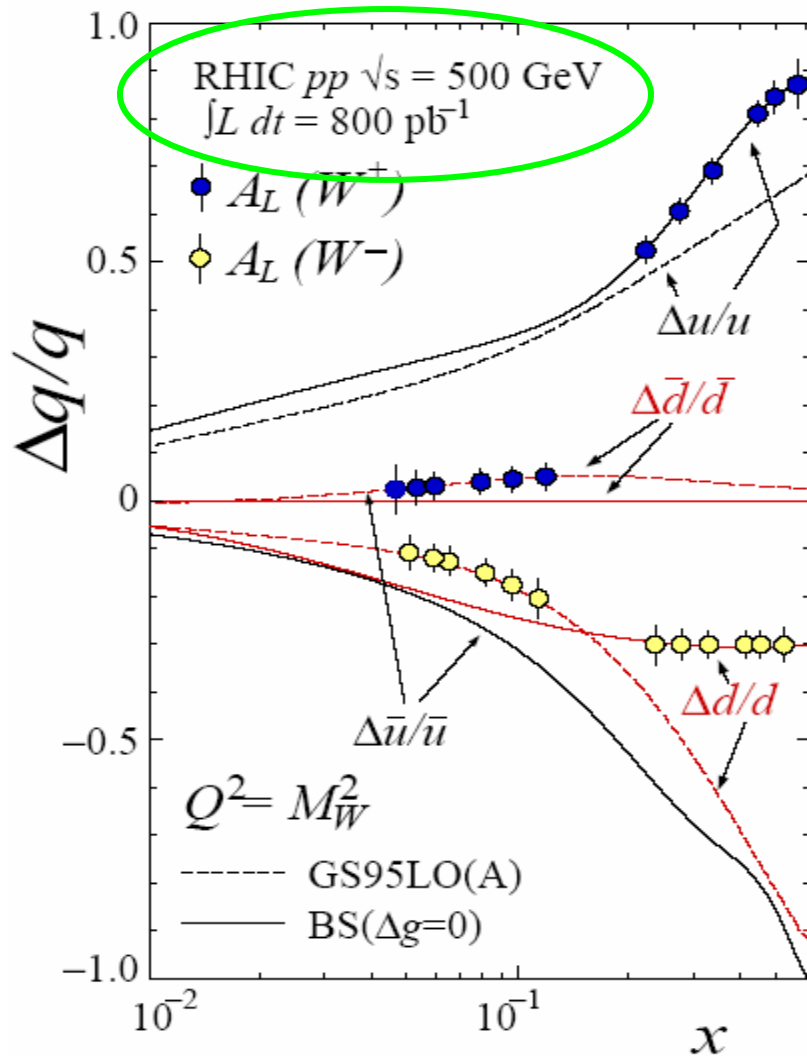 1.0
RHIC pp √s = 500 GeV
∫L dt = 800 pb⁻¹
A_L (W⁺)
A_L (W⁻)
0.5
Δu/u
Δq/q
Δd̄/d̄
0
Δd/d
−0.5
Δū/ū
Q² = M²_W
GS95LO(A)
BS(Δg=0)
−1.0
10⁻²
10⁻¹
x